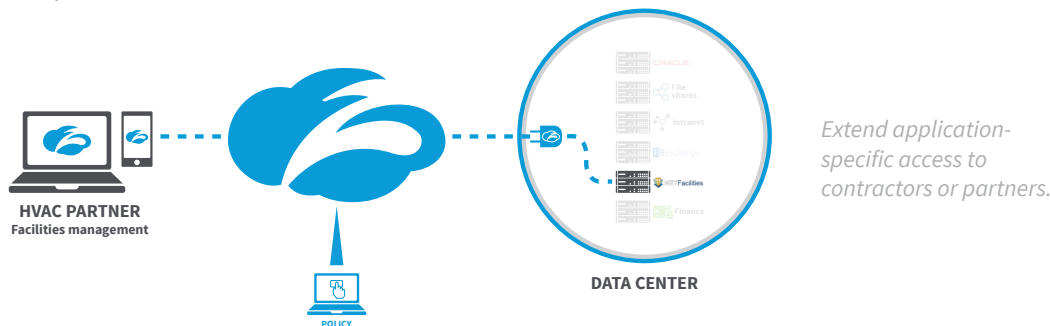 ORACLE
File
shares
Intranet
Exchange
NETFacilities
Finance
HVAC PARTNER
Facilities management
DATA CENTER
POLICY
Extend application-
specific access to
contractors or partners.